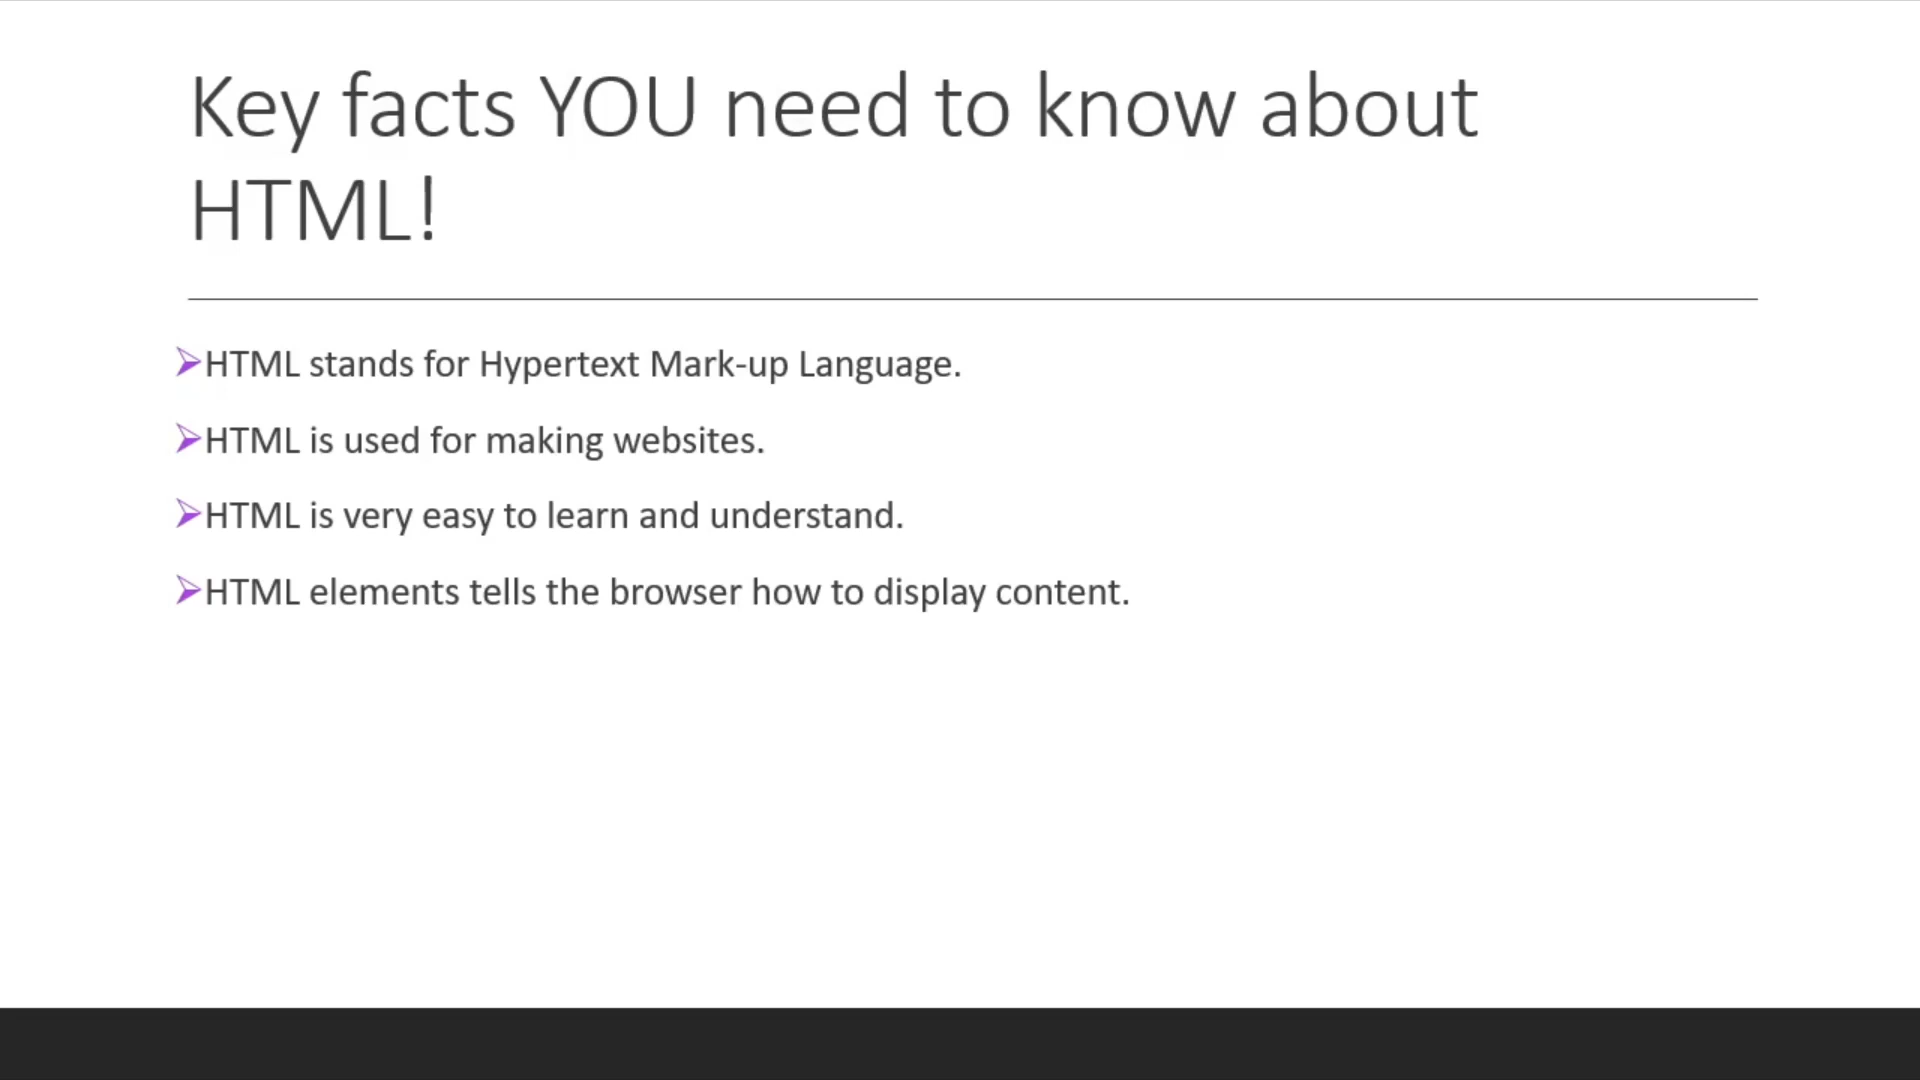 Key facts YOU need to know about
HTML!
HTML stands for Hypertext Mark-up Language.
HTML is used for making websites.
HTML is very easy to learn and understand.
HTML elements tells the browser how to display content.